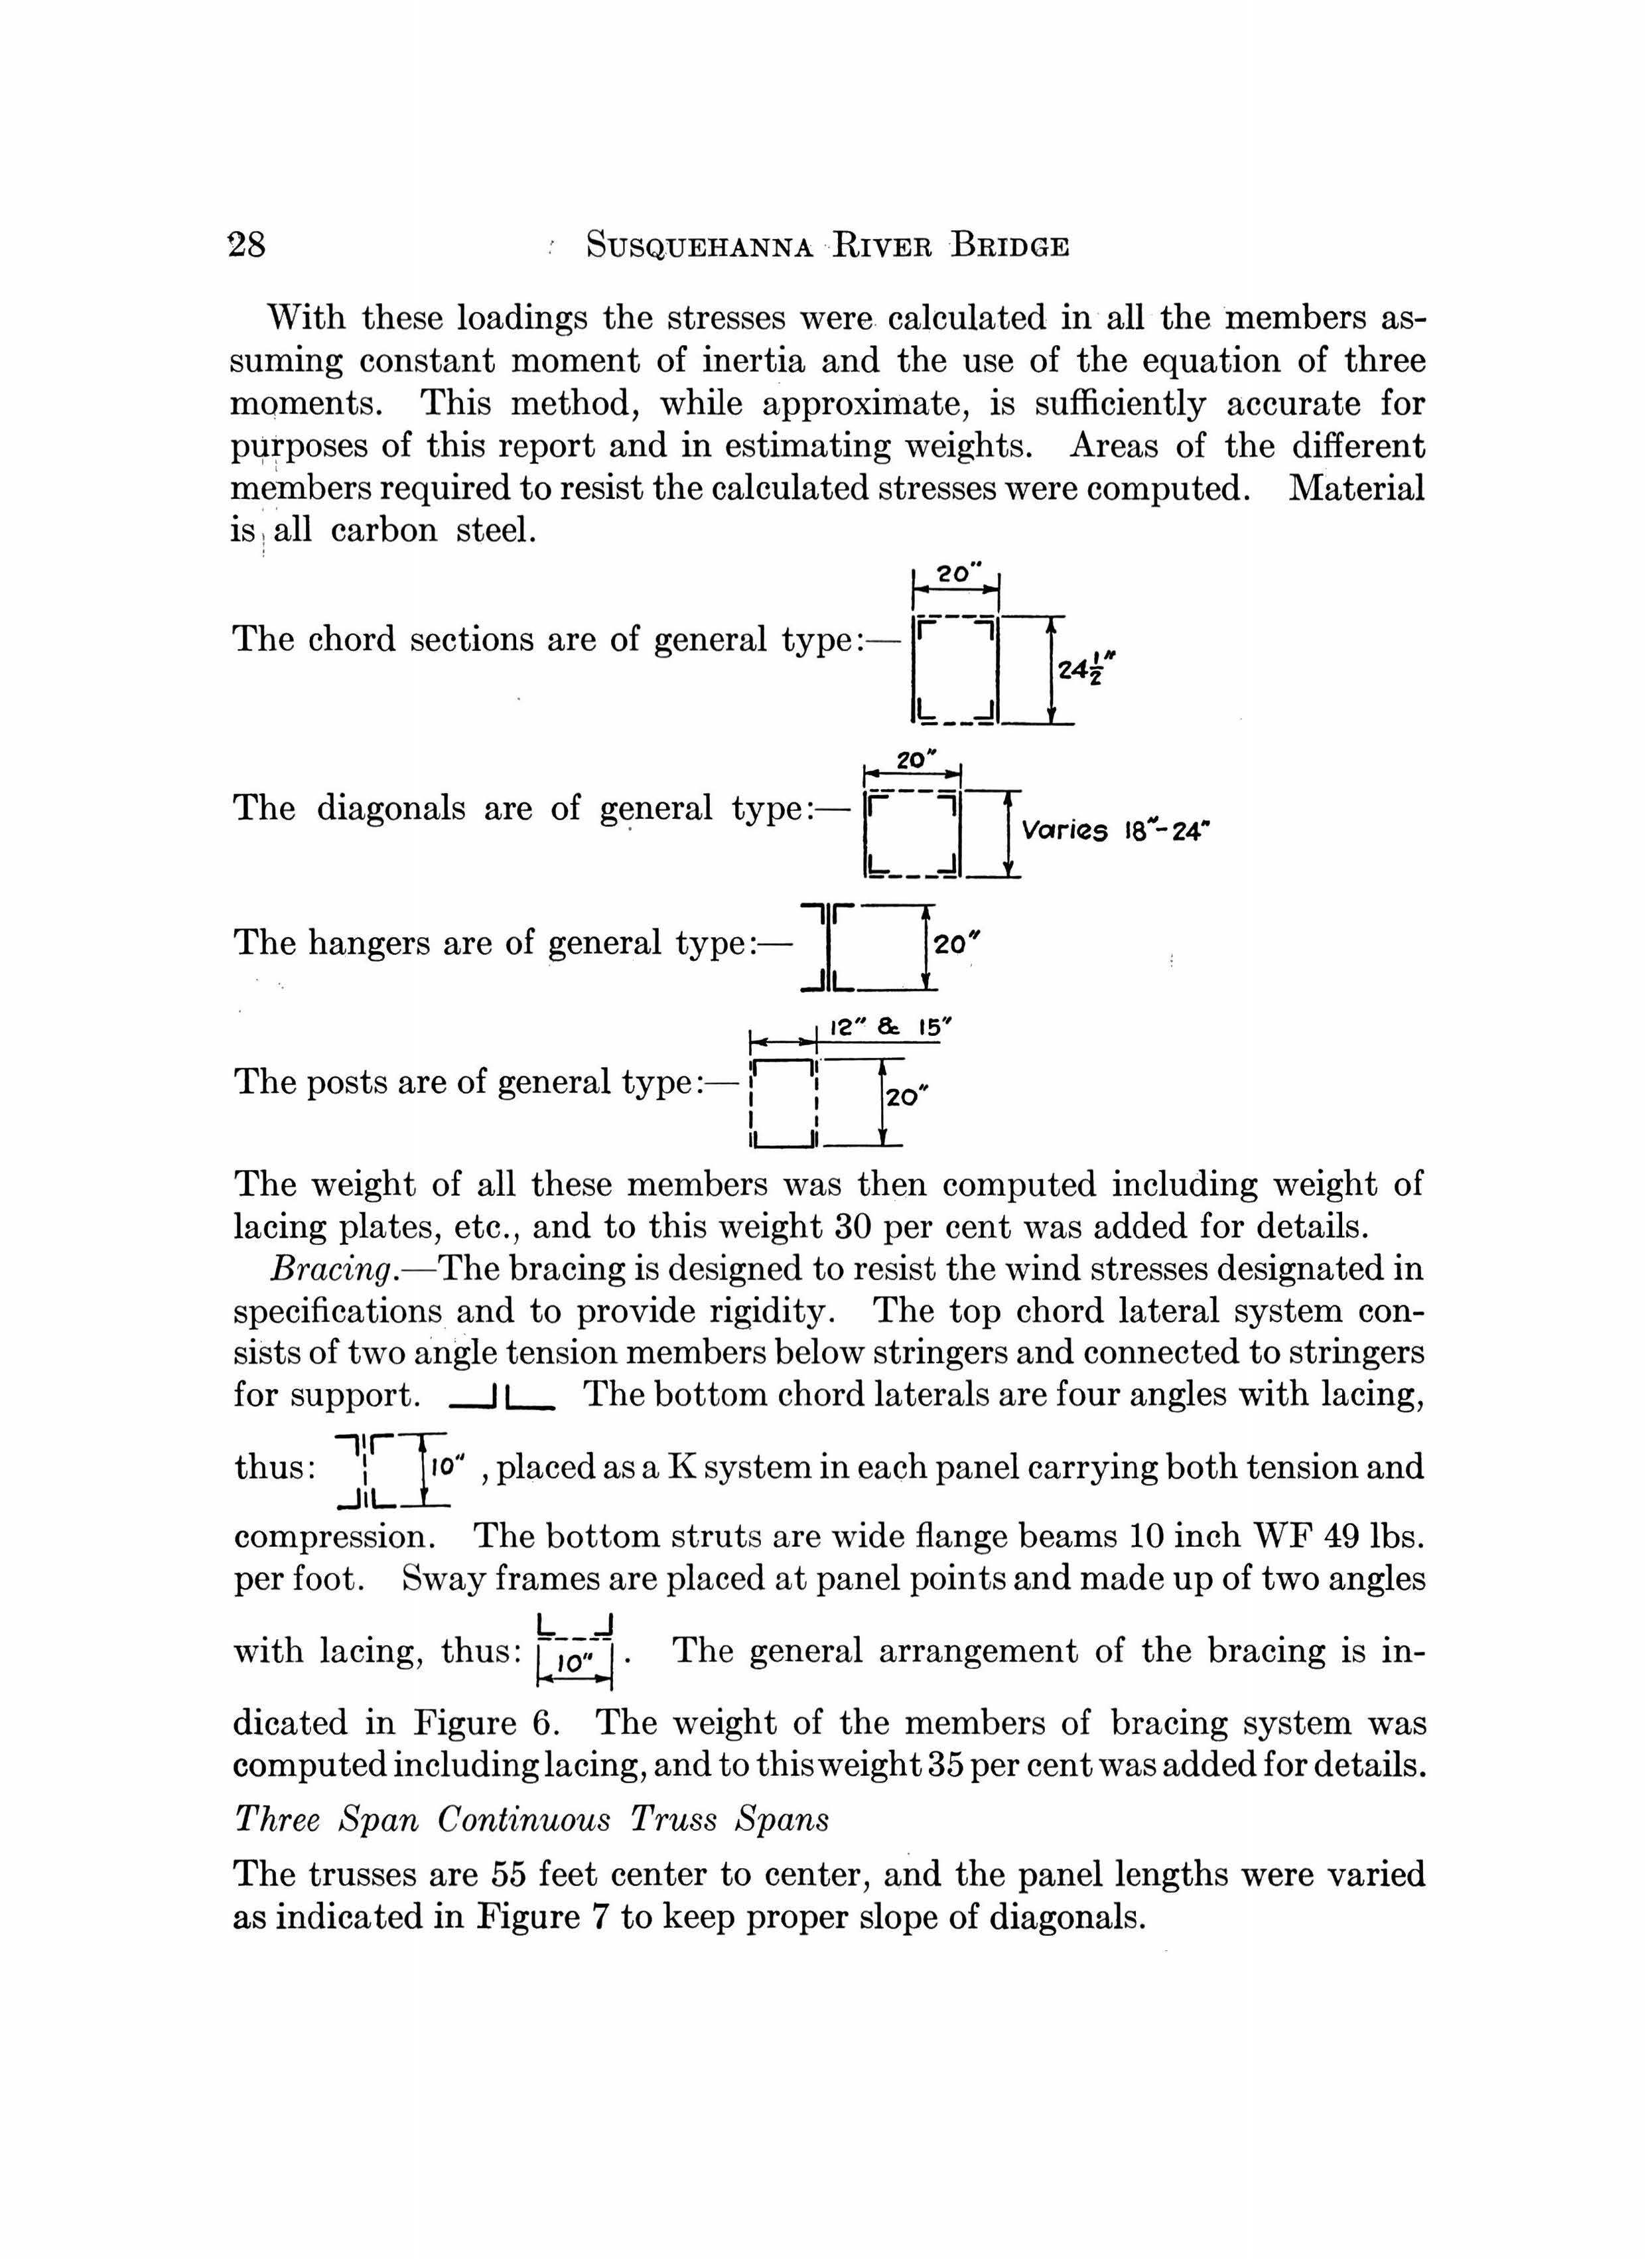 28 SUSQUEHANNA RIVER BRIDGE
With these loadings the stresses were calculated in all the members as-
suming constant moment of inertia and the use of the equation of three
moments. This method, while approximate, is sufficiently accurate for
purposes of this report and in estimating weights. Areas of the different
members required to resist the calculated stresses were computed. Material
is all carbon steel.
20"
The chord sections are of general type:—
24½"
20"
The diagonals are of general type:—
Varies 18"-24"
The hangers are of general type:— 20"
12" & 15"
The posts are of general type:— 20"
The weight of all these members was then computed including weight of
lacing plates, etc., and to this weight 30 per cent was added for details.
Bracing.—The bracing is designed to resist the wind stresses designated in
specifications and to provide rigidity. The top chord lateral system con-
sists of two angle tension members below stringers and connected to stringers
for support. The bottom chord laterals are four angles with lacing,
thus: 10" , placed as a K system in each panel carrying both tension and
compression. The bottom struts are wide flange beams 10 inch WF 49 lbs.
per foot. Sway frames are placed at panel points and made up of two angles
with lacing, thus: 10" . The general arrangement of the bracing is in-
dicated in Figure 6. The weight of the members of bracing system was
computed including lacing, and to this weight 35 per cent was added for details.
Three Span Continuous Truss Spans
The trusses are 55 feet center to center, and the panel lengths were varied
as indicated in Figure 7 to keep proper slope of diagonals.